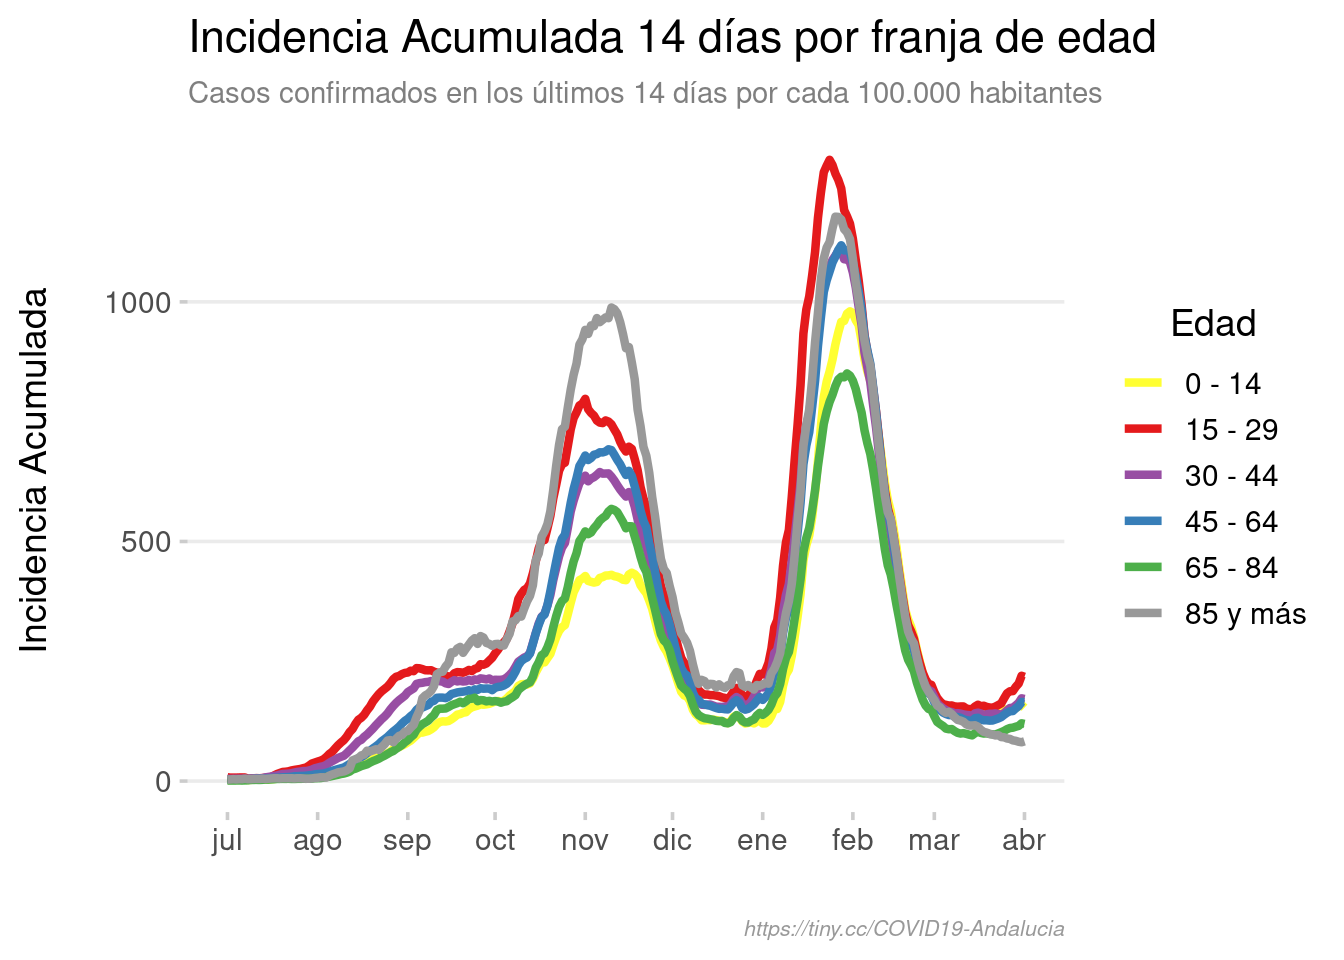 Incidencia Acumulada 14 días por franja de edad
Casos confirmados en los últimos 14 días por cada 100.000 habitantes
Incidencia Acumulada
1000
500
0
jul ago sep oct nov dic ene feb mar abr
Edad
0 - 14
15 - 29
30 - 44
45 - 64
65 - 84
85 y más
https://tiny.cc/COVID19-Andalucia